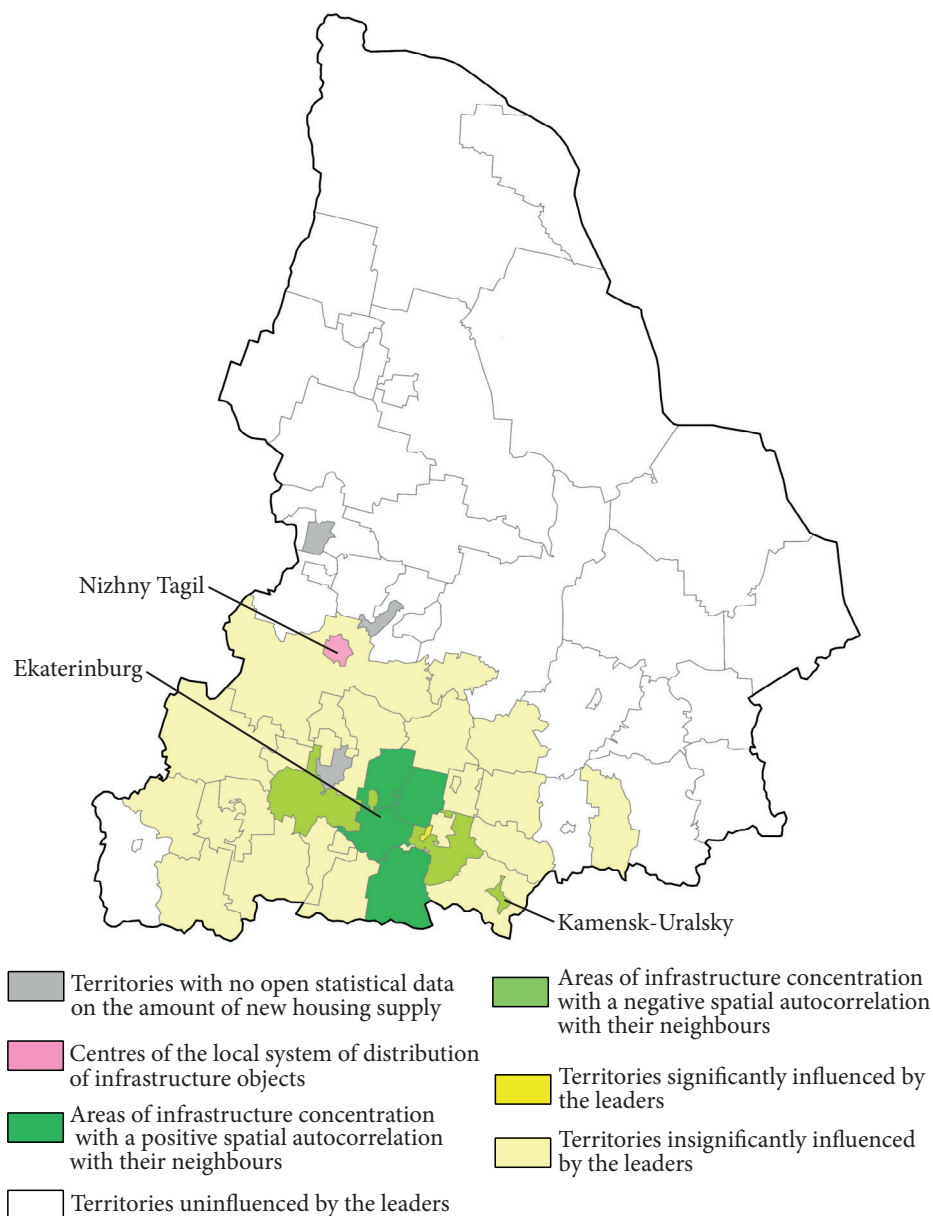 Nizhny Tagil
Ekaterinburg
Kamensk-Uralsky
Territories with no open statistical data
on the amount of new housing supply
Centres of the local system of distribution
of infrastructure objects
Areas of infrastructure concentration
with a positive spatial autocorrelation
with their neighbours
Territories uninfluenced by the leaders
Areas of infrastructure concentration
with a negative spatial autocorrelation
with their neighbours
Territories significantly influenced by
the leaders
Territories insignificantly influenced
by the leaders